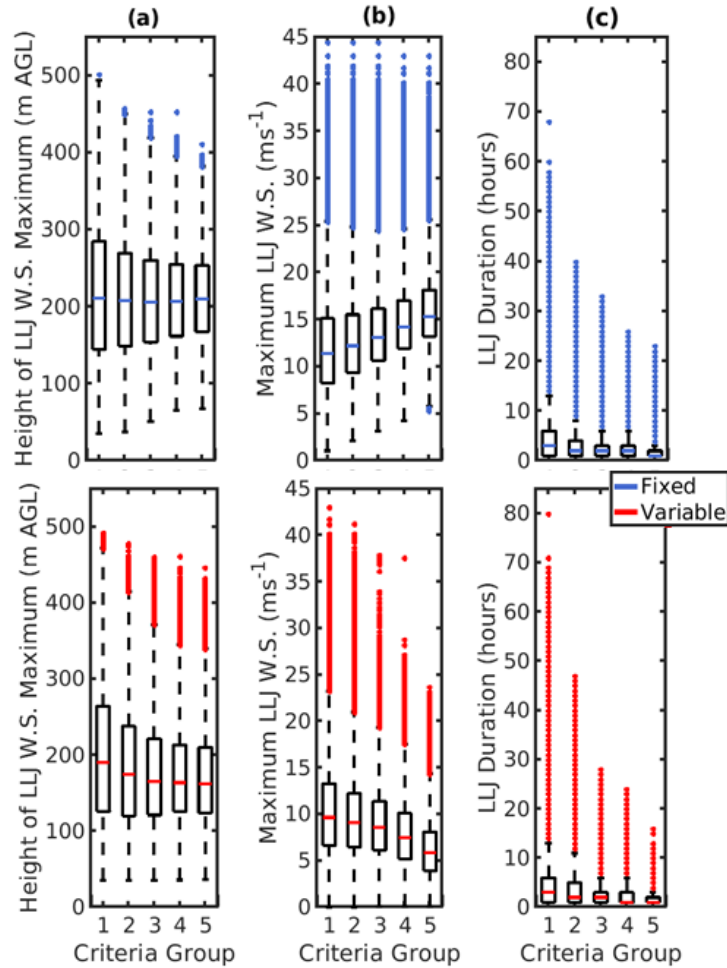 (a)
(b)
(c)
Height of LLJ W.S. Maximum (m AGL)
500
400
300
200
100
0
Maximum LLJ W.S. (ms⁻¹)
45
40
35
30
25
20
15
10
5
0
LLJ Duration (hours)
80
70
60
50
40
30
20
10
0
Fixed
Variable
Height of LLJ W.S. Maximum (m AGL)
500
400
300
200
100
0
1 2 3 4 5
Criteria Group
Maximum LLJ W.S. (ms⁻¹)
45
40
35
30
25
20
15
10
5
0
1 2 3 4 5
Criteria Group
LLJ Duration (hours)
80
70
60
50
40
30
20
10
0
1 2 3 4 5
Criteria Group